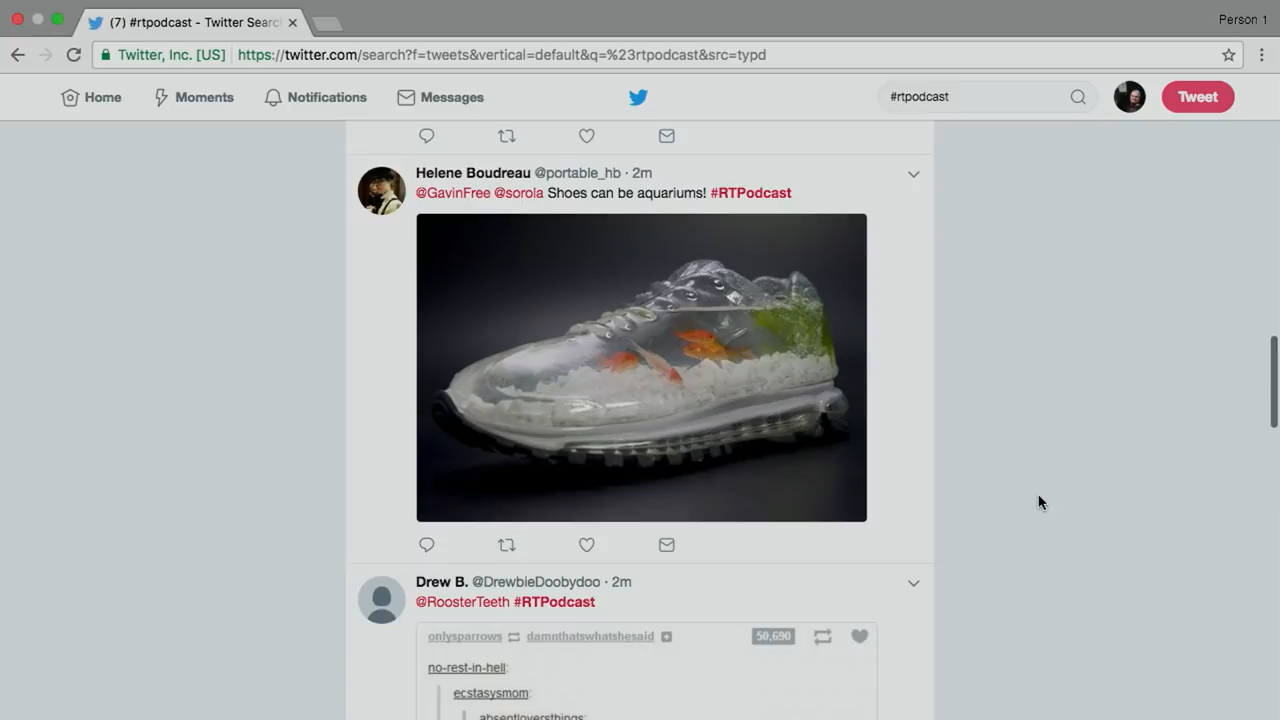 (7) #rtpodcast - Twitter Searc
Person 1
Twitter, Inc. [US]
https://twitter.com/search?f=tweets&vertical=default&q=%23rtpodcast&src=typd
Home
Moments
Notifications
Messages
#rtpodcast
Tweet
Helene Boudreau @portable_hb · 2m
@GavinFree @sorola Shoes can be aquariums! #RTPodcast
Drew B. @DrewbieDoobydoo · 2m
@RoosterTeeth #RTPodcast
onlysparrows damnthatswhatshesaid
50,690
no-rest-in-hell:
ecstasysmom:
absentloversthings: